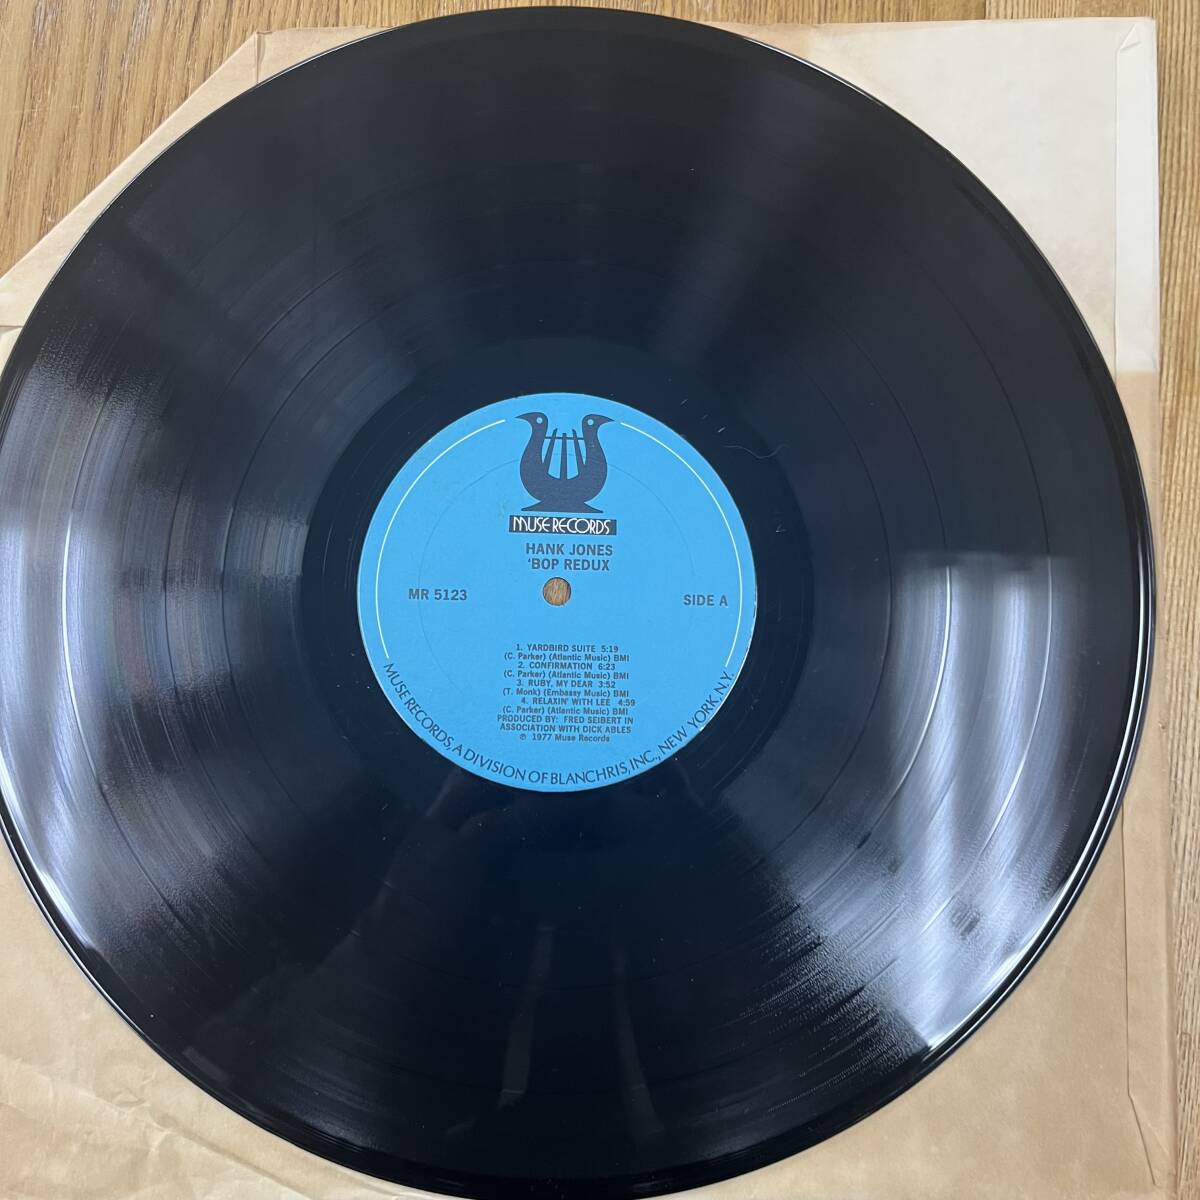 MUSE RECORDS
HANK JONES
'BOP REDUX
MR 5123
SIDE A
1. YARDBIRD SUITE 5:19
(C. Parker) (Atlantic Music) BMI
2. CONFIRMATION 6:23
(C. Parker) (Atlantic Music) BMI
3. RUBY, MY DEAR 3:52
(T. Monk) (Embassy Music) BMI
4. RELAXIN' WITH LEE 4:59
(C. Parker) (Atlantic Music) BMI
PRODUCED BY: FRED SEIBERT IN
ASSOCIATION WITH DICK ABLES
℗ 1977 Muse Records
MUSE RECORDS, A DIVISION OF BLANCHRIS, INC., NEW YORK, N.Y.